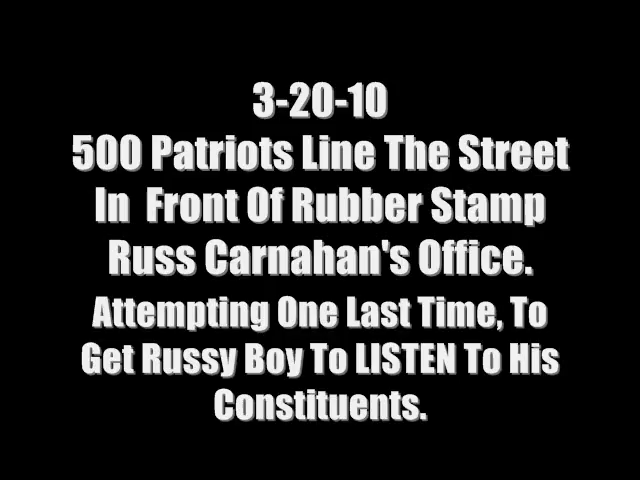 3-20-10
500 Patriots Line The Street
In Front Of Rubber Stamp
Russ Carnahan's Office.
Attempting One Last Time, To
Get Russy Boy To LISTEN To His
Constituents.